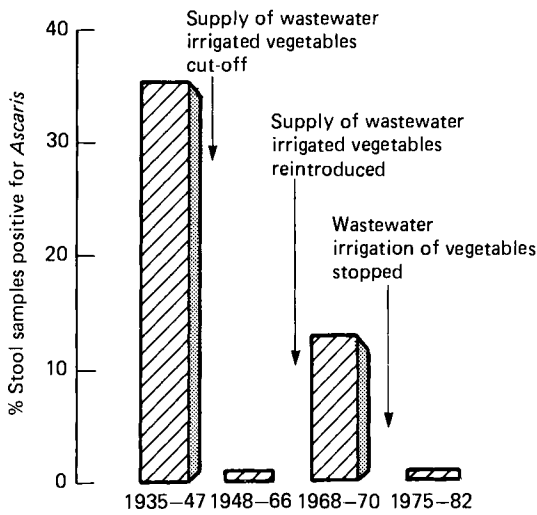 Supply of wastewater
irrigated vegetables
cut-off
Supply of wastewater
irrigated vegetables
reintroduced
Wastewater
irrigation of vegetables
stopped
% Stool samples positive for Ascaris
40
30
20
10
0
1935–47 1948–66 1968–70 1975–82